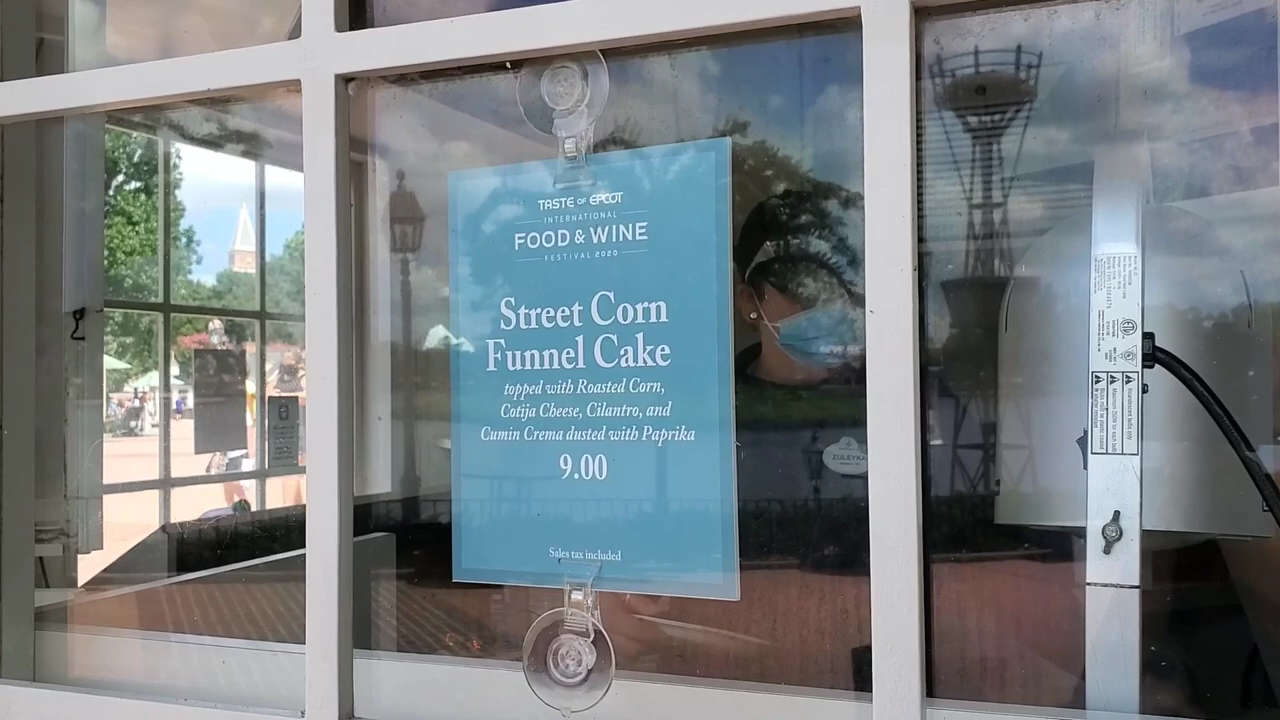 TASTE OF EPCOT
INTERNATIONAL
FOOD & WINE
FESTIVAL 2020
Street Corn
Funnel Cake
topped with Roasted Corn,
Cotija Cheese, Cilantro, and
Cumin Crema dusted with Paprika
9.00
Sales tax included
ZULEYKA